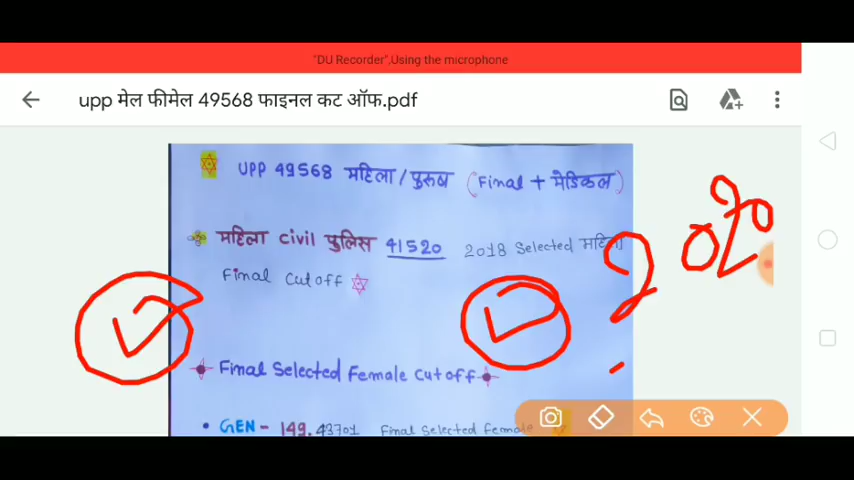 "DU Recorder",Using the microphone
upp मेल फीमेल 49568 फाइनल कट ऑफ.pdf
UPP 49568 महिला / पुरूष (Final + मेडिकल)
महिला Civil पुलिस 41520 2018 Selected महिला
Final Cutoff
Final Selected Female Cutoff
GEN - 149.43701 Final Selected Female
20%